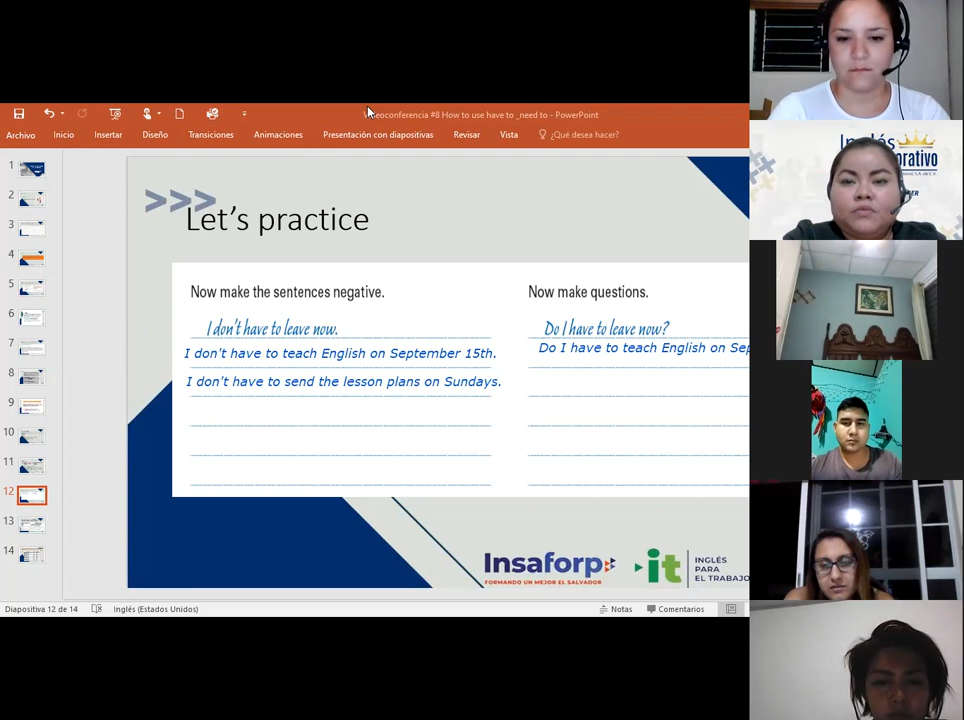 Videoconferencia #8 How to use have to _need to - PowerPoint
Archivo Inicio Insertar Diseño Transiciones Animaciones Presentación con diapositivas Revisar Vista ¿Qué desea hacer?
1
2
3
4
5
6
7
8
9
10
11
12
13
14
>>>
Let's practice
Now make the sentences negative.
I don't have to leave now.
I don't have to teach English on September 15th.
I don't have to send the lesson plans on Sundays.
Now make questions.
Do I have to leave now?
Do I have to teach English on Sep
Insaforp
FORMANDO UN MEJOR EL SALVADOR
it
INGLÉS
PARA
EL TRABAJO
Diapositiva 12 de 14 Inglés (Estados Unidos) Notas Comentarios
Inglés
orativo